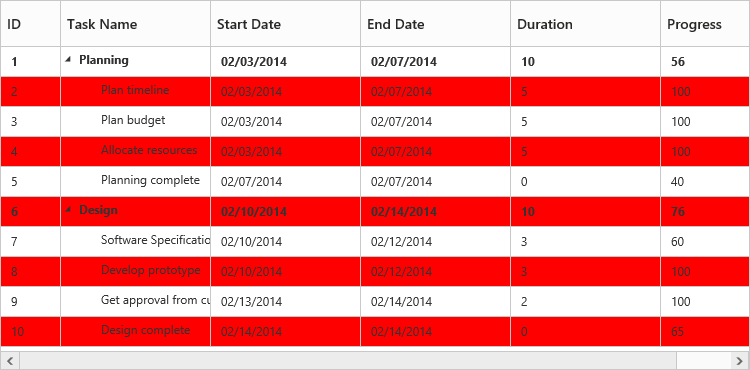 ID Task Name Start Date End Date Duration Progress
1 Planning 02/03/2014 02/07/2014 10 56
2 Plan timeline 02/03/2014 02/07/2014 5 100
3 Plan budget 02/03/2014 02/07/2014 5 100
4 Allocate resources 02/03/2014 02/07/2014 5 100
5 Planning complete 02/07/2014 02/07/2014 0 40
6 Design 02/10/2014 02/14/2014 10 76
7 Software Specificatio 02/10/2014 02/12/2014 3 60
8 Develop prototype 02/10/2014 02/12/2014 3 100
9 Get approval from cu 02/13/2014 02/14/2014 2 100
10 Design complete 02/14/2014 02/14/2014 0 65